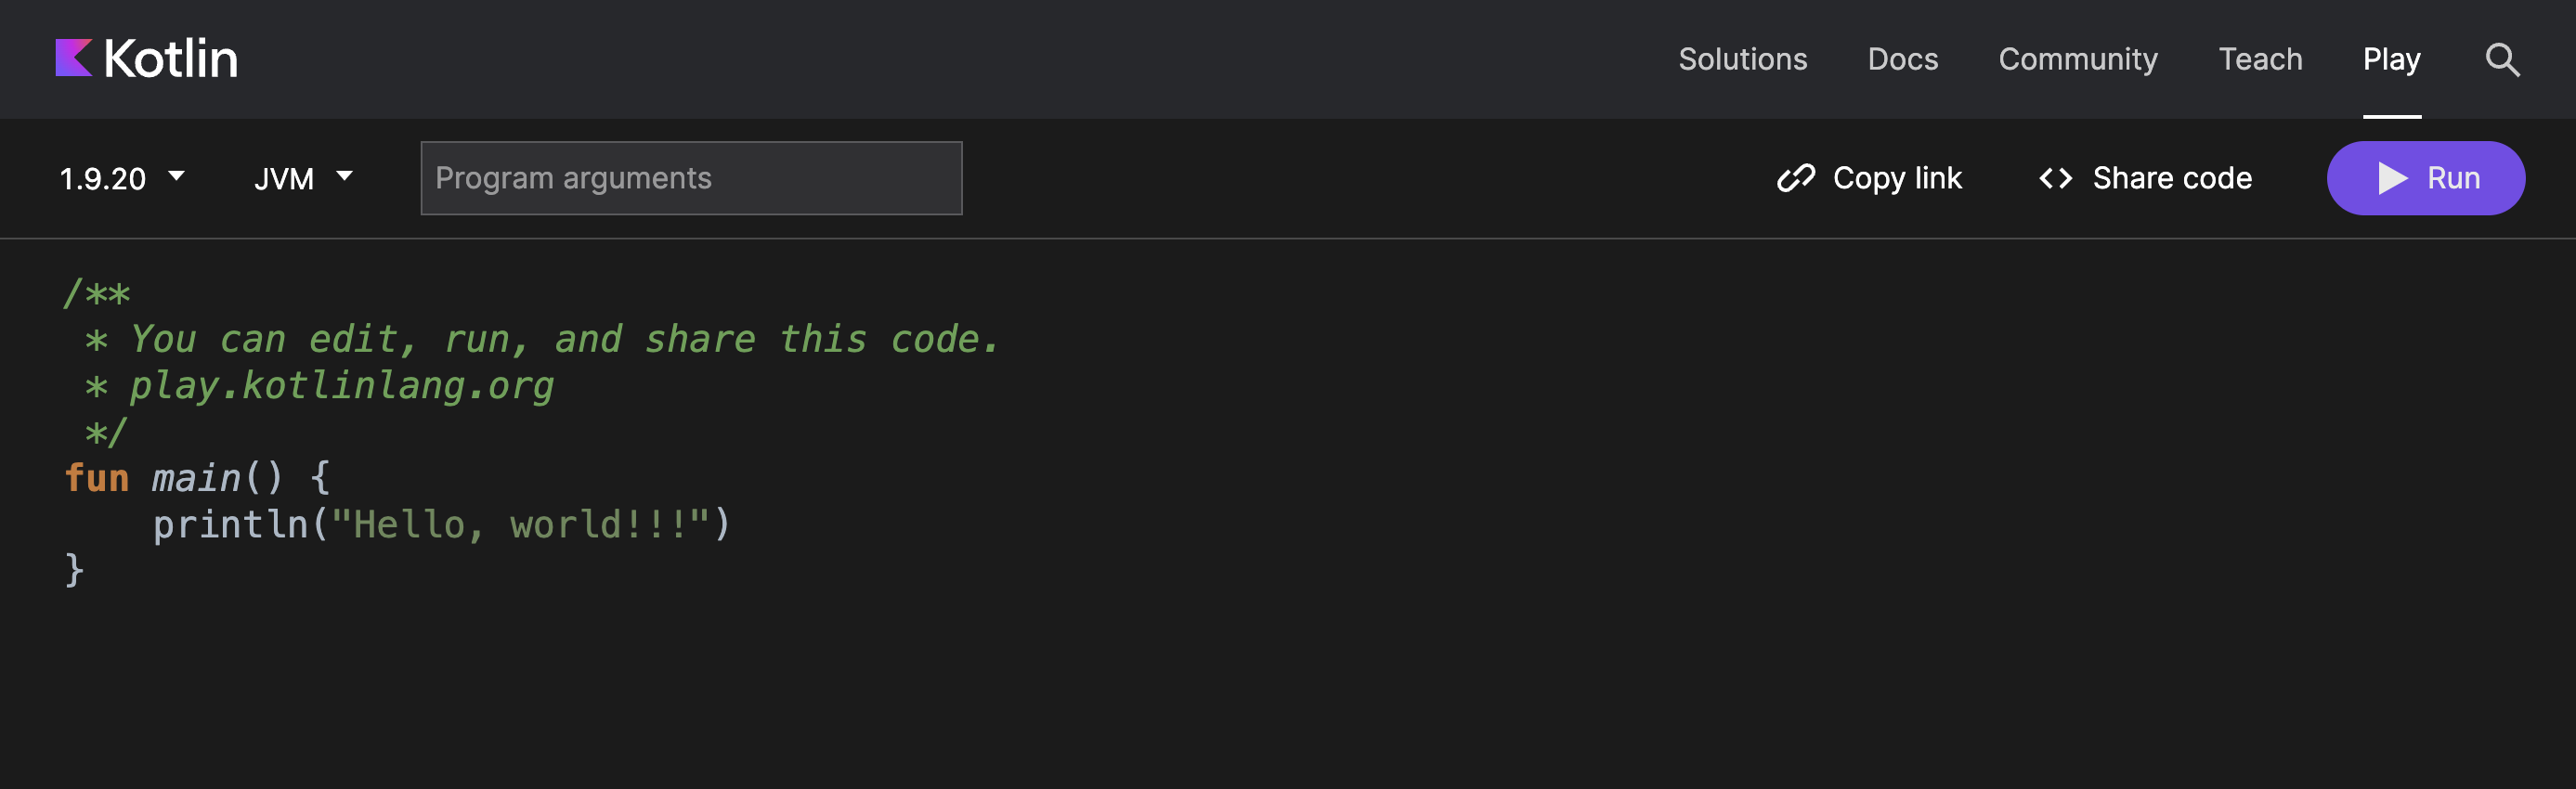 Kotlin
Solutions Docs Community Teach Play
1.9.20 JVM Program arguments Copy link <> Share code Run
/**
 * You can edit, run, and share this code.
 * play.kotlinlang.org
 */
fun main() {
    println("Hello, world!!!")
}